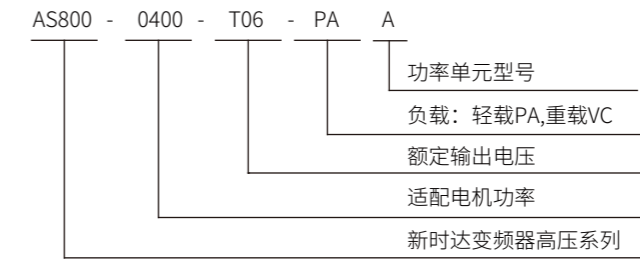 AS800 - 0400 - T06 - PA A
功率单元型号
负载：轻载PA,重载VC
额定输出电压
适配电机功率
新时达变频器高压系列